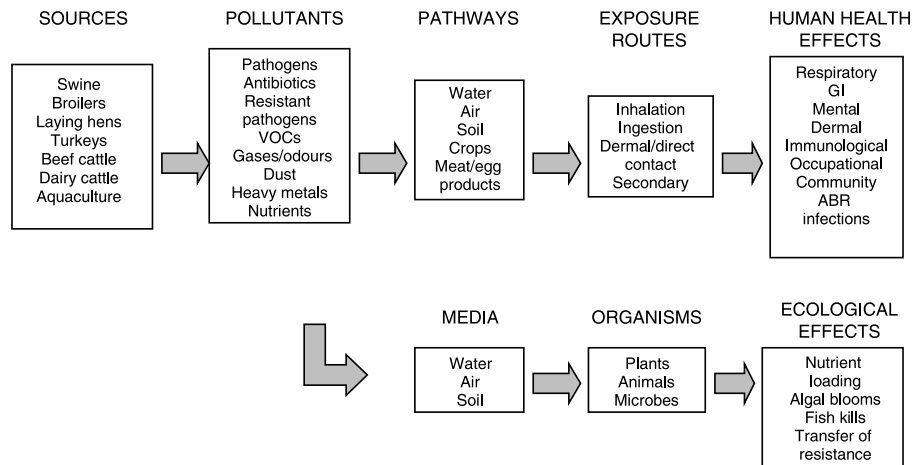 SOURCES
Swine
Broilers
Laying hens
Turkeys
Beef cattle
Dairy cattle
Aquaculture
POLLUTANTS
Pathogens
Antibiotics
Resistant
pathogens
VOCs
Gases/odours
Dust
Heavy metals
Nutrients
PATHWAYS
Water
Air
Soil
Crops
Meat/egg
products
EXPOSURE
ROUTES
Inhalation
Ingestion
Dermal/direct
contact
Secondary
HUMAN HEALTH
EFFECTS
Respiratory
GI
Mental
Dermal
Immunological
Occupational
Community
ABR
infections
MEDIA
Water
Air
Soil
ORGANISMS
Plants
Animals
Microbes
ECOLOGICAL
EFFECTS
Nutrient
loading
Algal blooms
Fish kills
Transfer of
resistance